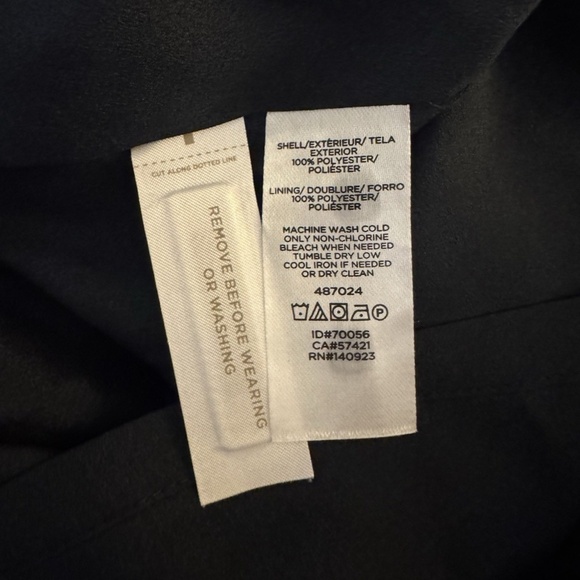 CUT ALONG DOTTED LINE
REMOVE BEFORE WEARING
OR WASHING
SHELL/EXTÉRIEUR/ TELA
EXTERIOR
100% POLYESTER/
POLIÉSTER
LINING/ DOUBLURE/ FORRO
100% POLYESTER/
POLIÉSTER
MACHINE WASH COLD
ONLY NON-CHLORINE
BLEACH WHEN NEEDED
TUMBLE DRY LOW
COOL IRON IF NEEDED
OR DRY CLEAN
487024
P
ID#70056
CA#57421
RN#140923